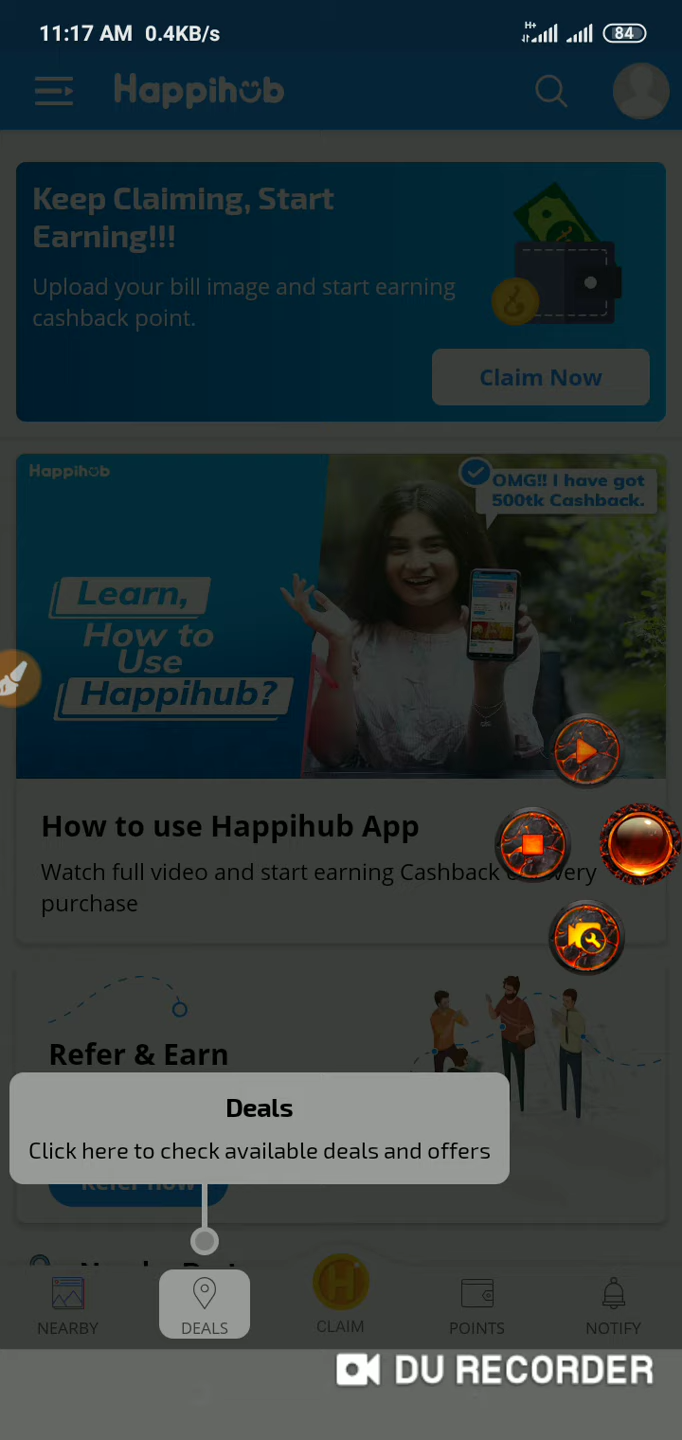 11:17 AM 0.4KB/s
H+
84
Happihub
Keep Claiming, Start
Earning!!!
Upload your bill image and start earning
cashback point.
Claim Now
Happihub
OMG!! I have got
500tk Cashback.
Learn,
How to
Use
Happihub?
How to use Happihub App
Watch full video and start earning Cashback
purchase
Refer & Earn
Deals
Click here to check available deals and offers
Refer now
NEARBY
DEALS
H
CLAIM
POINTS
NOTIFY
DU RECORDER